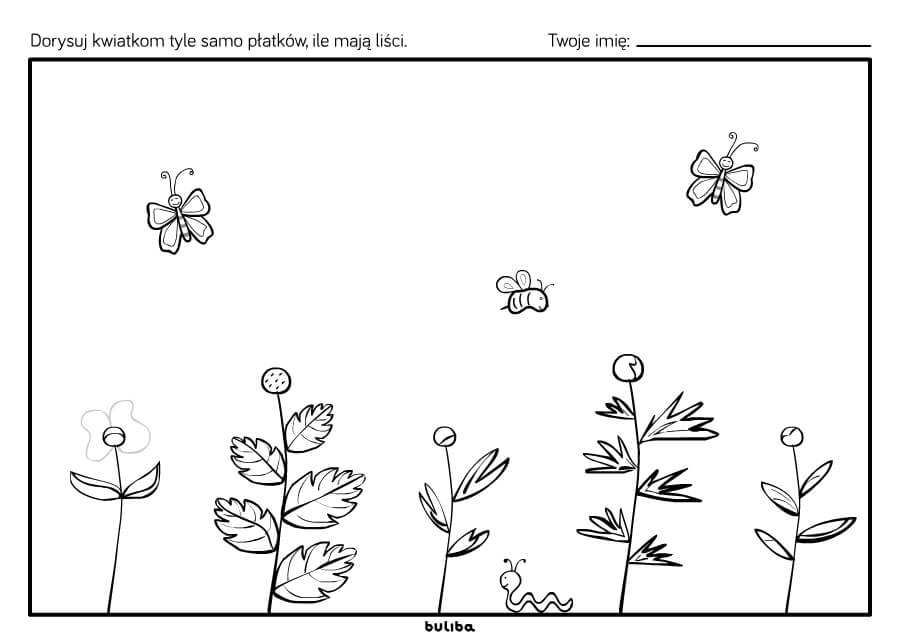 Dorysuj kwiatkom tyle samo płatków, ile mają liści.
Twoje imię:
buliba